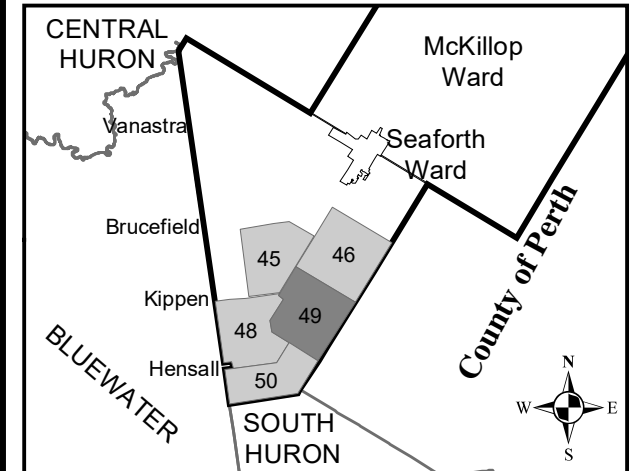 CENTRAL
HURON
McKillop
Ward
Vanastra
Seaforth
Ward
Brucefield
45
46
County of Perth
Kippen
48
49
BLUEWATER
Hensall
50
N
W
E
S
SOUTH
HURON